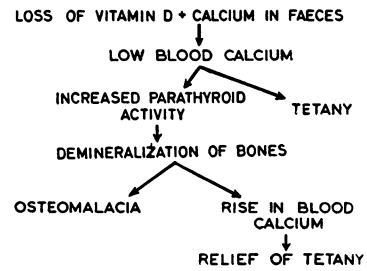 LOSS OF VITAMIN D + CALCIUM IN FAECES
LOW BLOOD CALCIUM
INCREASED PARATHYROID
ACTIVITY
TETANY
DEMINERALIZATION OF BONES
OSTEOMALACIA
RISE IN BLOOD
CALCIUM
RELIEF OF TETANY